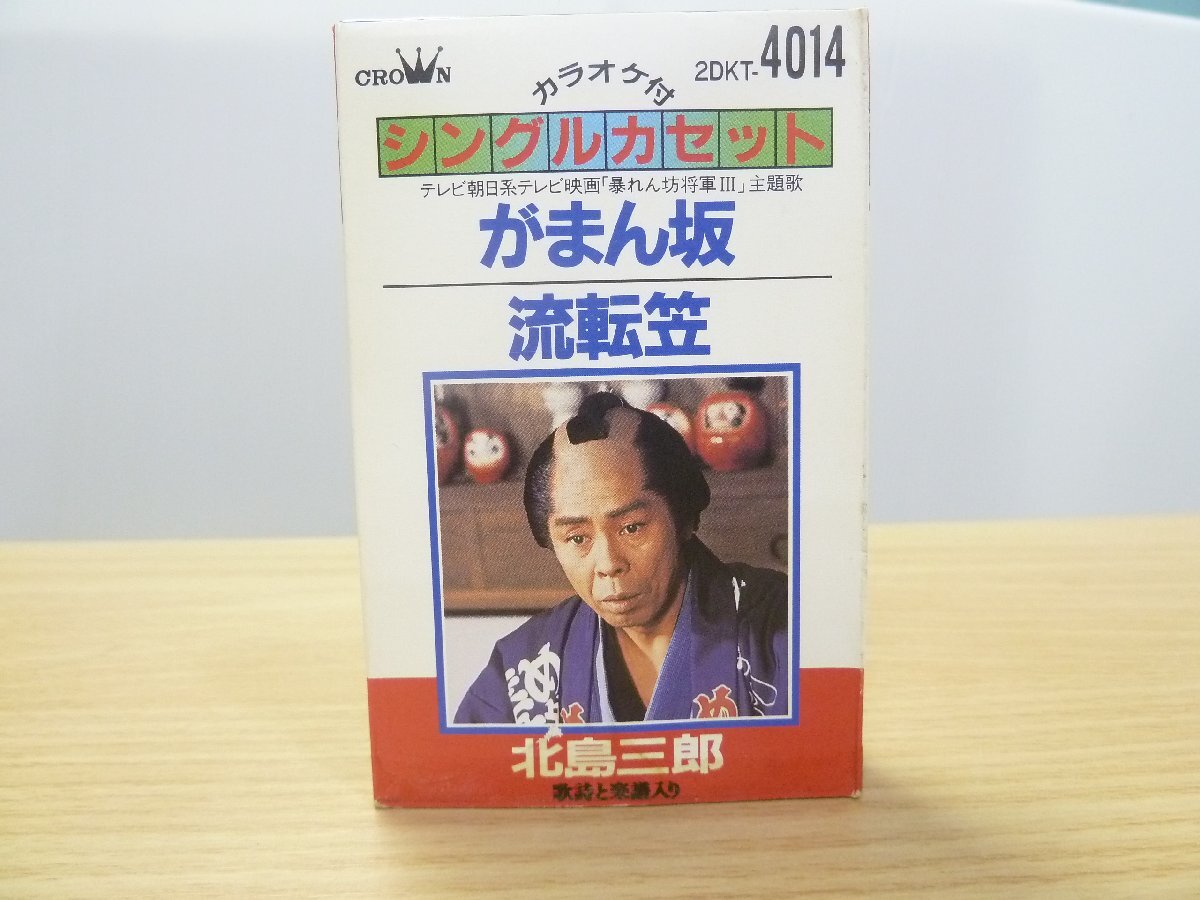 CROWN
カラオケ付
2DKT-4014
シングルカセット
テレビ朝日系テレビ映画「暴れん坊将軍III」主題歌
がまん坂
流転笠
め
北島三郎
歌詩と楽譜入り